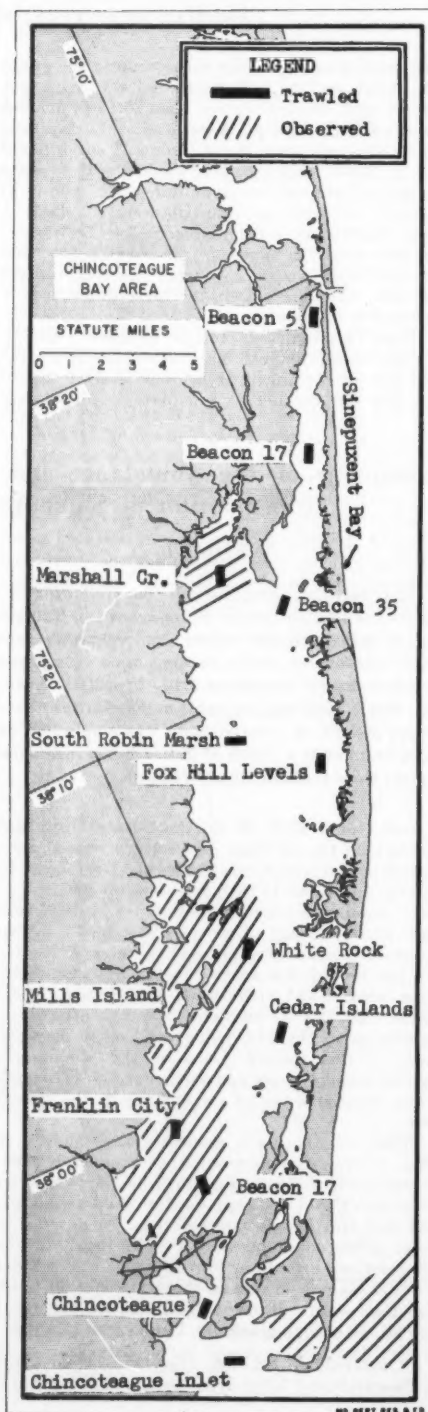 LEGEND
Trawled
Observed
75°10'
CHINCOTEAGUE
BAY AREA
STATUTE MILES
0 1 2 3 4 5
38°20'
Beacon 5
Sinepuxent Bay
Beacon 17
Marshall Cr.
Beacon 35
75°20'
South Robin Marsh
Fox Hill Levels
38°10'
White Rock
Mills Island
Cedar Islands
Franklin City
38°00'
Beacon 17
Chincoteague
Chincoteague Inlet